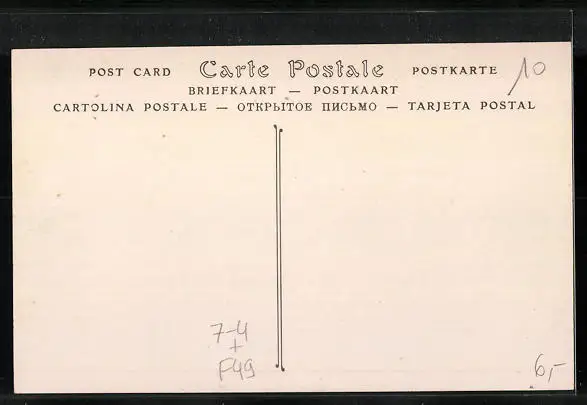 POST CARD Carte Postale POSTKARTE
BRIEFKAART — POSTKAART
CARTOLINA POSTALE — ОТКРЫТОЕ ПИСЬМО — TARJETA POSTAL
10
7-4
+
F49
6,-